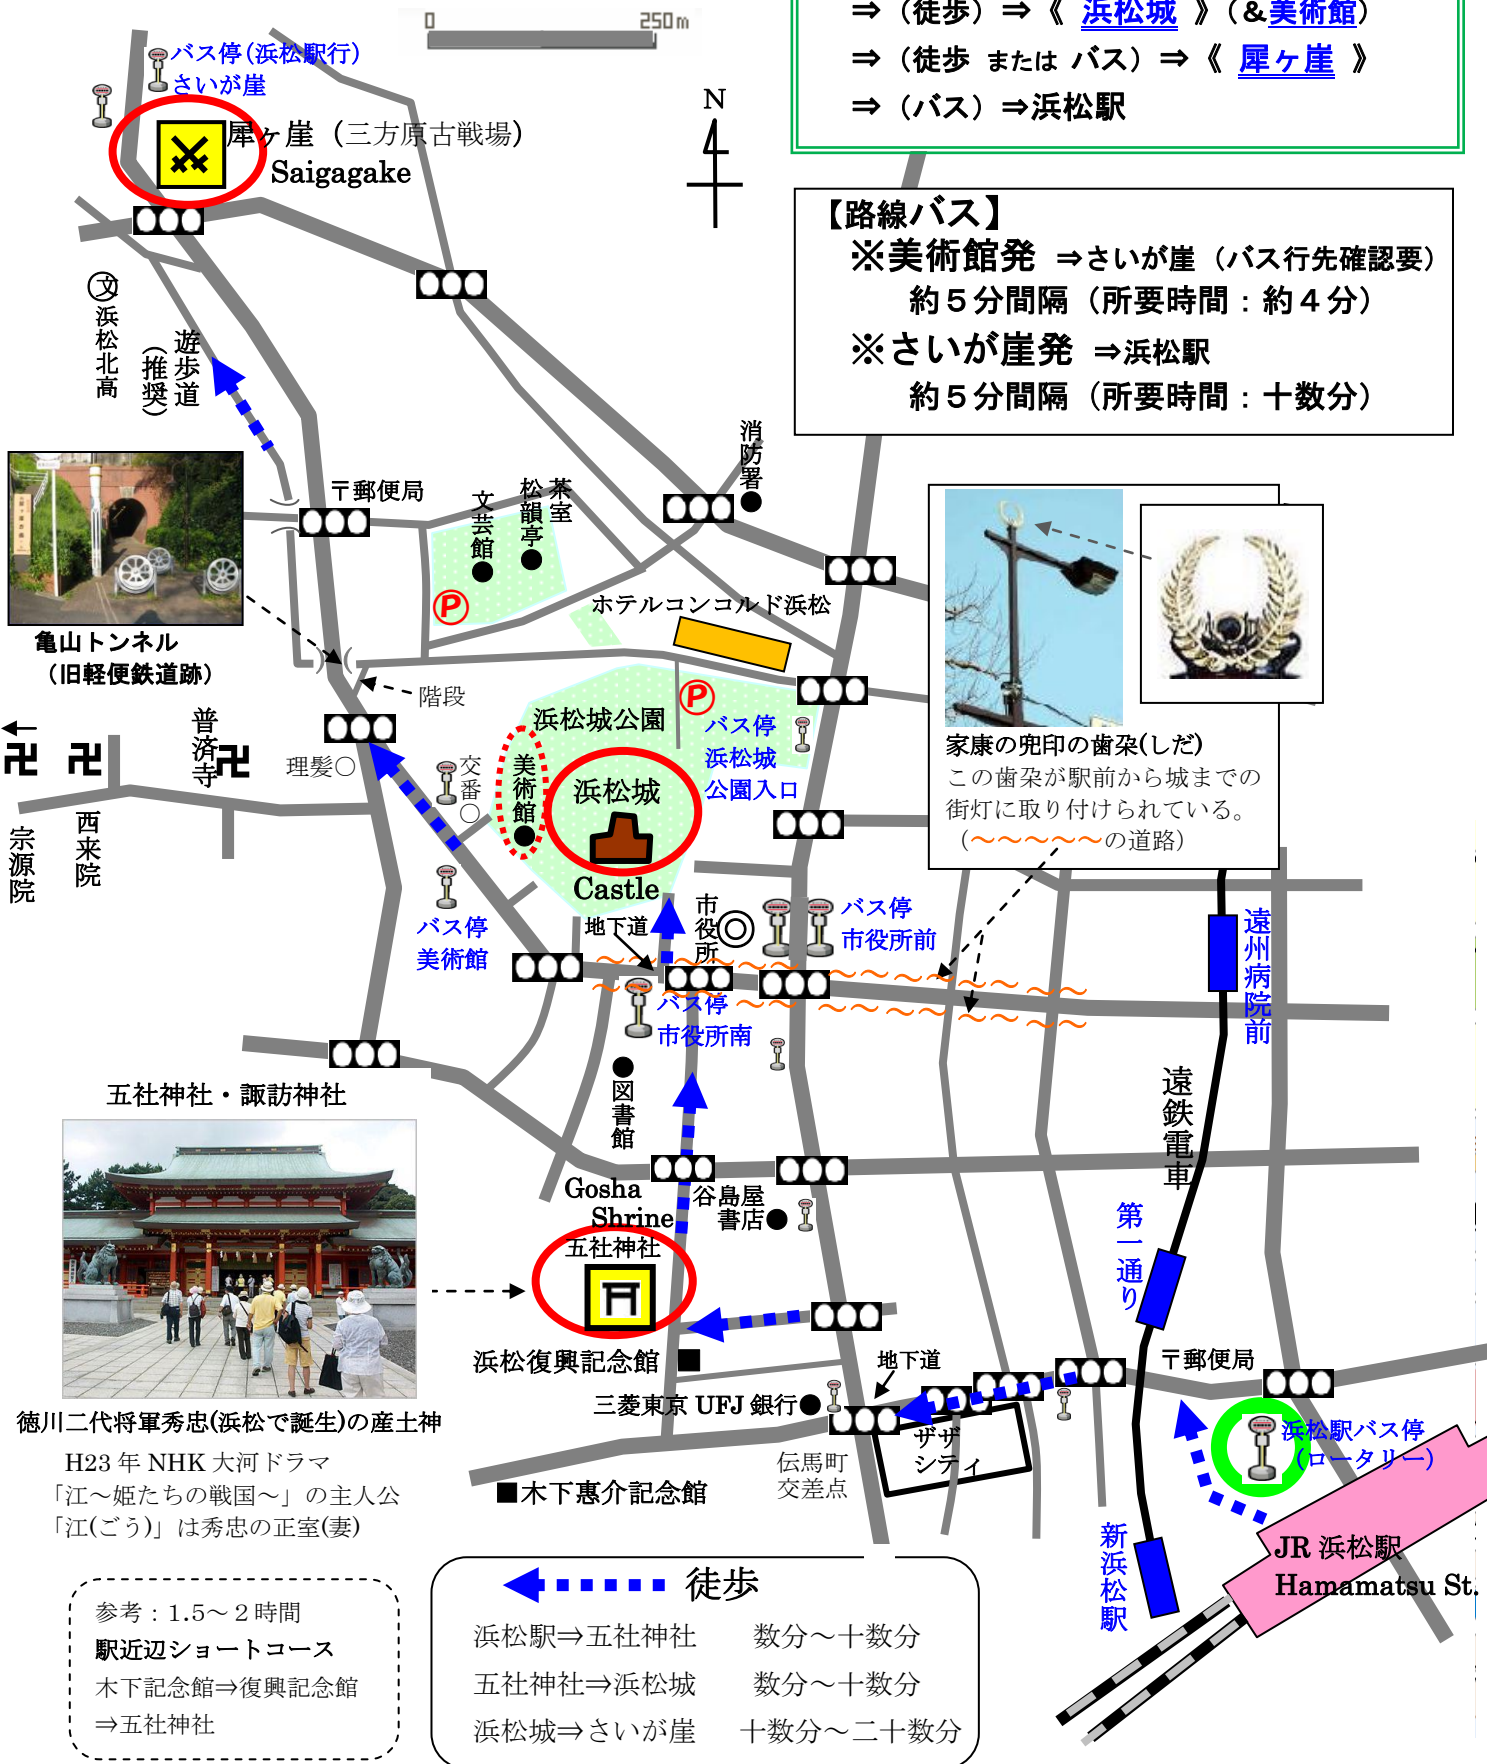 0 250m
⇒（徒歩）⇒《 浜松城 》（&美術館）
⇒（徒歩 または バス）⇒《 犀ヶ崖 》
⇒（バス）⇒浜松駅
バス停(浜松駅行)
さいが崖
犀ヶ崖（三方原古戦場）
Saigagake
N
【路線バス】
※美術館発 ⇒さいが崖（バス行先確認要）
約５分間隔（所要時間：約４分）
※さいが崖発 ⇒浜松駅
約５分間隔（所要時間：十数分）
文
浜松北高
遊歩道
（推奨）
〒郵便局
文芸館
茶室
松韻亭
消防署
P
ホテルコンコルド浜松
亀山トンネル
（旧軽便鉄道跡）
階段
浜松城公園
P
バス停
浜松城
公園入口
家康の兜印の歯朶(しだ)
この歯朶が駅前から城までの
街灯に取り付けられている。
（～～～～～の道路）
卍
卍
普済寺
卍
理髪〇
交番〇
美術館
浜松城
Castle
宗源院
西来院
バス停
美術館
地下道
市役所
バス停
市役所前
遠州病院前
バス停
市役所南
図書館
遠鉄電車
五社神社・諏訪神社
Gosha
Shrine
五社神社
谷島屋
書店
第一通り
浜松復興記念館
地下道
〒郵便局
三菱東京 UFJ 銀行
徳川二代将軍秀忠(浜松で誕生)の産土神
H23 年 NHK 大河ドラマ
「江～姫たちの戦国～」の主人公
「江(ごう)」は秀忠の正室(妻)
伝馬町
交差点
ザザ
シティ
浜松駅バス停
（ロータリー）
■木下惠介記念館
新浜松駅
JR 浜松駅
Hamamatsu St.
参考：1.5～２時間
駅近辺ショートコース
木下記念館⇒復興記念館
⇒五社神社
徒歩
浜松駅⇒五社神社 数分～十数分
五社神社⇒浜松城 数分～十数分
浜松城⇒さいが崖 十数分～二十数分